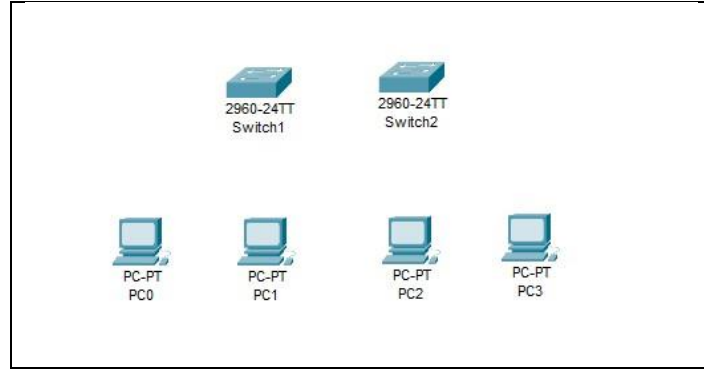 2960-24TT
Switch1
2960-24TT
Switch2
PC-PT
PC0
PC-PT
PC1
PC-PT
PC2
PC-PT
PC3